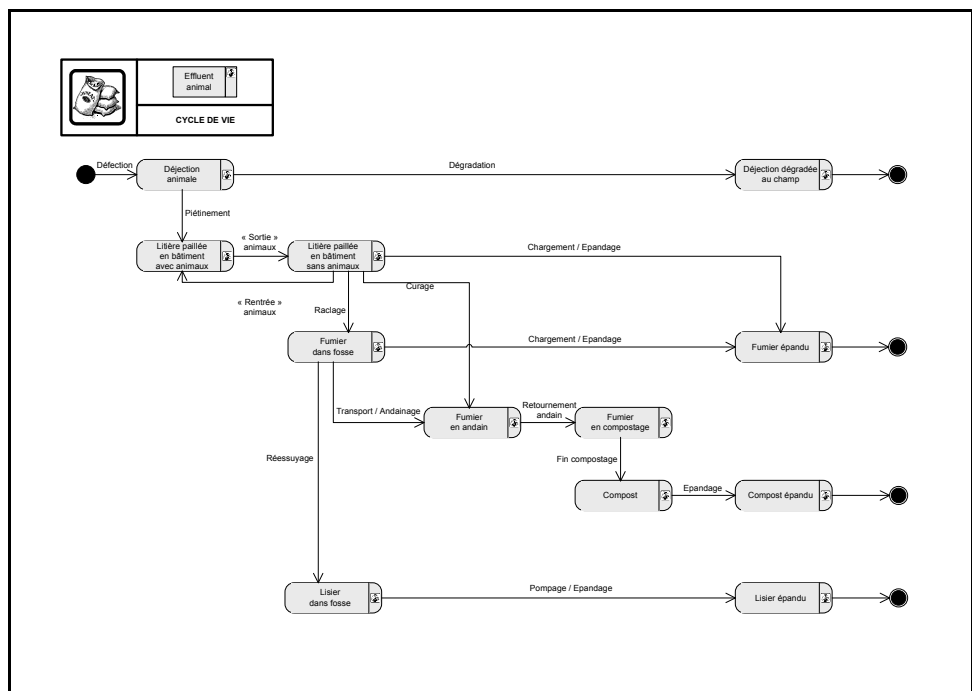 Effluent
animal
CYCLE DE VIE
Défection
Déjection
animale
Dégradation
Déjection dégradée
au champ
Piétinement
Litière paillée
en bâtiment
avec animaux
« Sortie »
animaux
Litière paillée
en bâtiment
sans animaux
Chargement / Epandage
« Rentrée »
animaux
Raclage
Curage
Fumier
dans fosse
Chargement / Epandage
Fumier épandu
Transport / Andainage
Fumier
en andain
Retournement
andain
Fumier
en compostage
Réessuyage
Fin compostage
Compost
Epandage
Compost épandu
Lisier
dans fosse
Pompage / Epandage
Lisier épandu